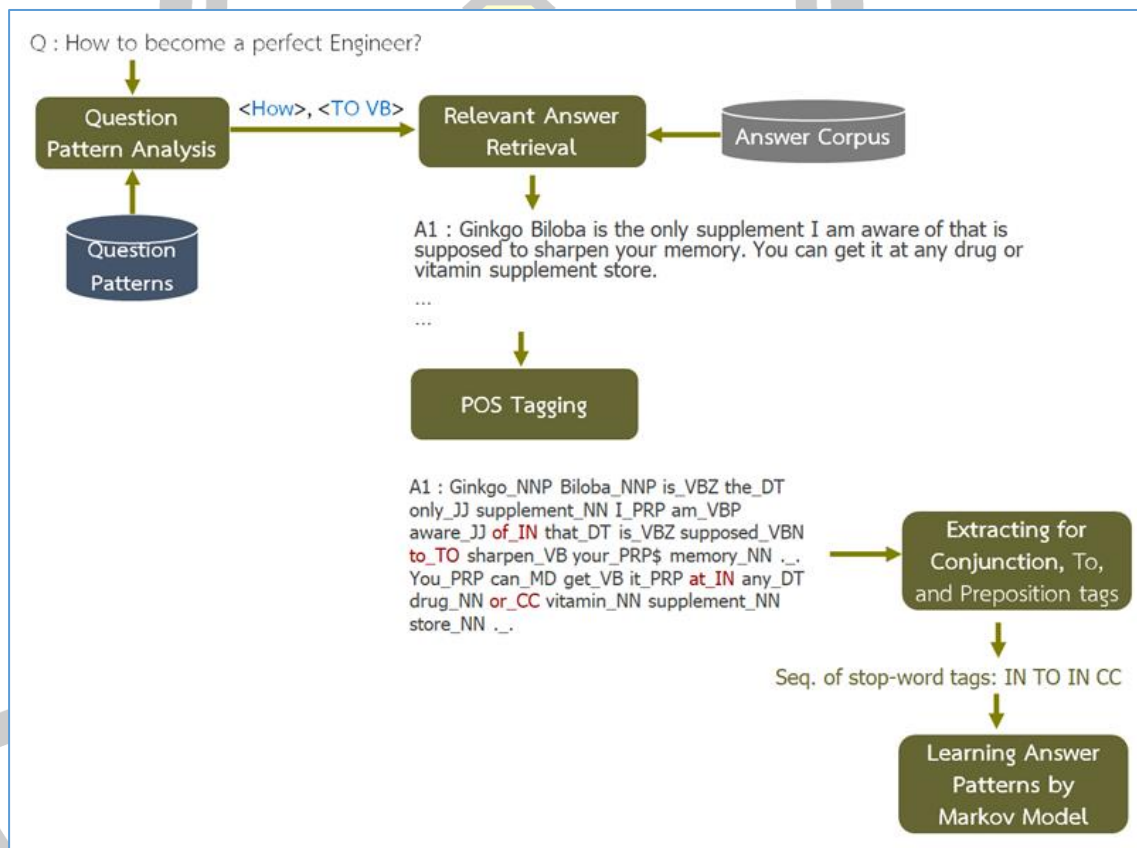 Q : How to become a perfect Engineer?
Question
Pattern Analysis
<How>, <TO VB>
Relevant Answer
Retrieval
Answer Corpus
Question
Patterns
A1 : Ginkgo Biloba is the only supplement I am aware of that is
supposed to sharpen your memory. You can get it at any drug or
vitamin supplement store.
...
...
POS Tagging
A1 : Ginkgo_NNP Biloba_NNP is_VBZ the_DT
only_JJ supplement_NN I_PRP am_VBP
aware_JJ of_IN that_DT is_VBZ supposed_VBN
to_TO sharpen_VB your_PRP$ memory_NN ._.
You_PRP can_MD get_VB it_PRP at_IN any_DT
drug_NN or_CC vitamin_NN supplement_NN
store_NN ._.
Extracting for
Conjunction, To,
and Preposition tags
Seq. of stop-word tags: IN TO IN CC
Learning Answer
Patterns by
Markov Model